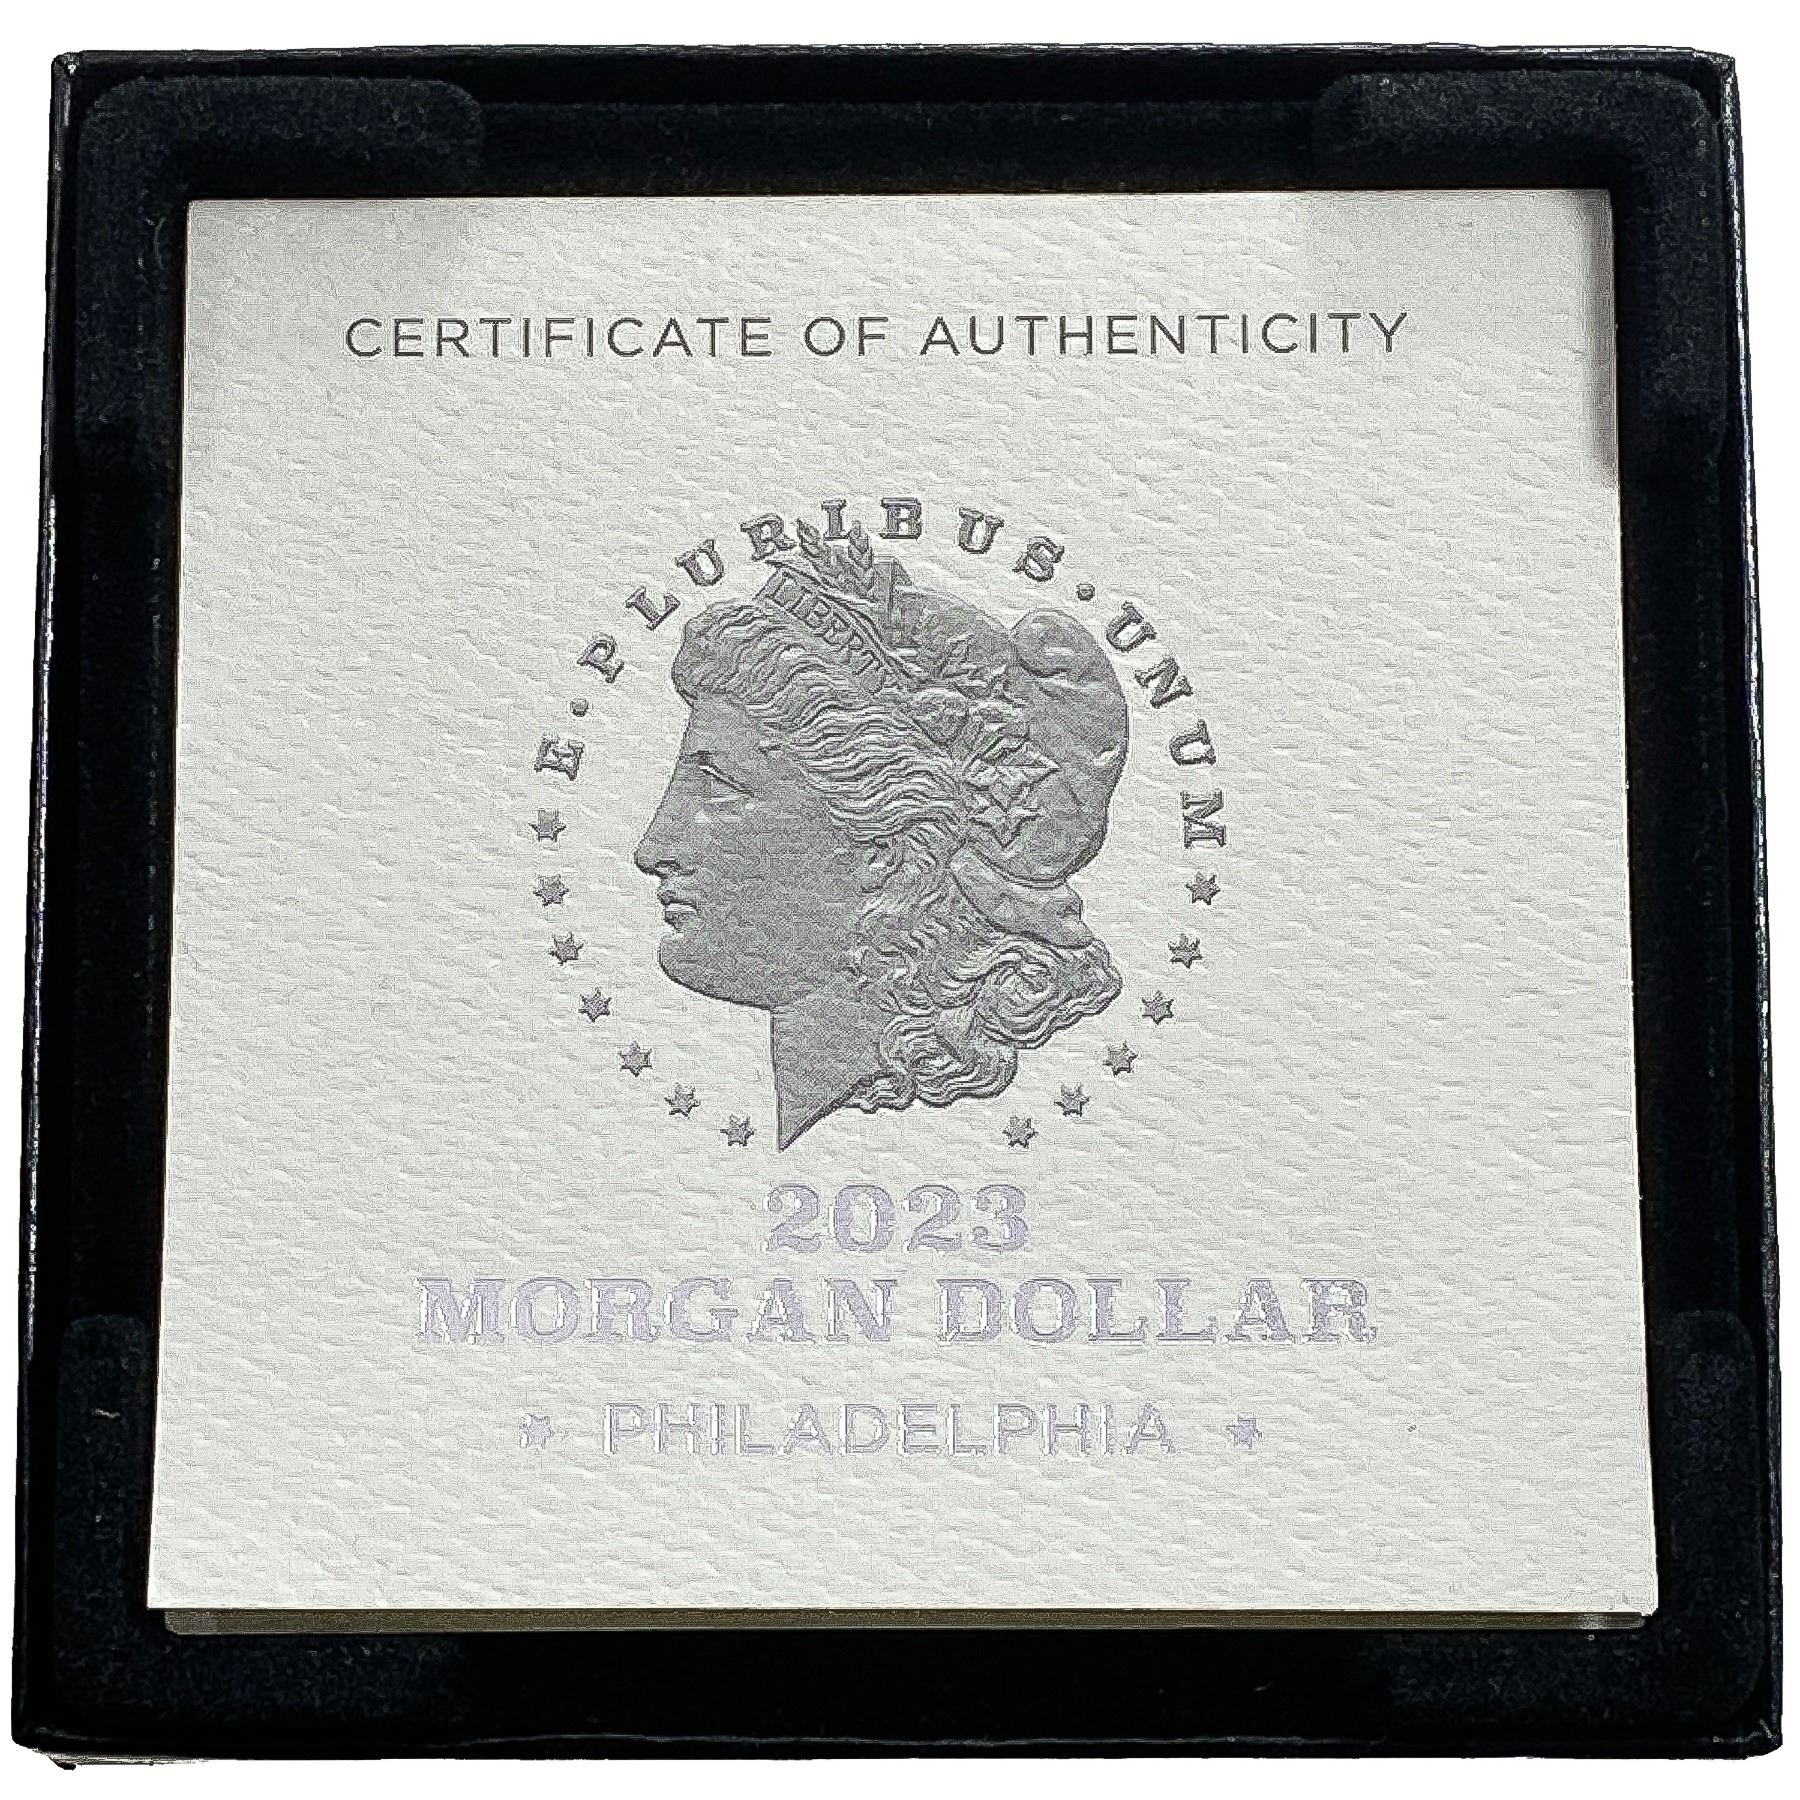 CERTIFICATE OF AUTHENTICITY
E · PLURIBUS · UNUM
LIBERTY
2023
MORGAN DOLLAR
PHILADELPHIA